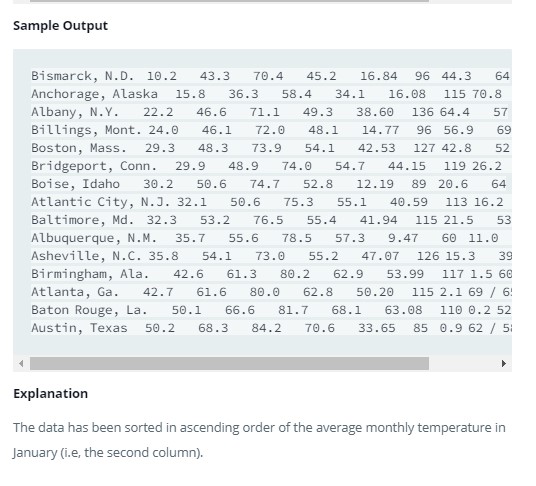 Sample Output
Bismarck, N.D. 10.2 43.3 70.4 45.2 16.84 96 44.3 64
Anchorage, Alaska 15.8 36.3 58.4 34.1 16.08 115 70.8
Albany, N.Y. 22.2 46.6 71.1 49.3 38.60 136 64.4 57
Billings, Mont. 24.0 46.1 72.0 48.1 14.77 96 56.9 69
Boston, Mass. 29.3 48.3 73.9 54.1 42.53 127 42.8 52
Bridgeport, Conn. 29.9 48.9 74.0 54.7 44.15 119 26.2
Boise, Idaho 30.2 50.6 74.7 52.8 12.19 89 20.6 64
Atlantic City, N.J. 32.1 50.6 75.3 55.1 40.59 113 16.2
Baltimore, Md. 32.3 53.2 76.5 55.4 41.94 115 21.5 53
Albuquerque, N.M. 35.7 55.6 78.5 57.3 9.47 60 11.0
Asheville, N.C. 35.8 54.1 73.0 55.2 47.07 126 15.3 39
Birmingham, Ala. 42.6 61.3 80.2 62.9 53.99 117 1.5 60
Atlanta, Ga. 42.7 61.6 80.0 62.8 50.20 115 2.1 69 /
Baton Rouge, La. 50.1 66.6 81.7 68.1 63.08 110 0.2 52
Austin, Texas 50.2 68.3 84.2 70.6 33.65 85 0.9 62 /
Explanation
The data has been sorted in ascending order of the average monthly temperature in
January (i.e, the second column).